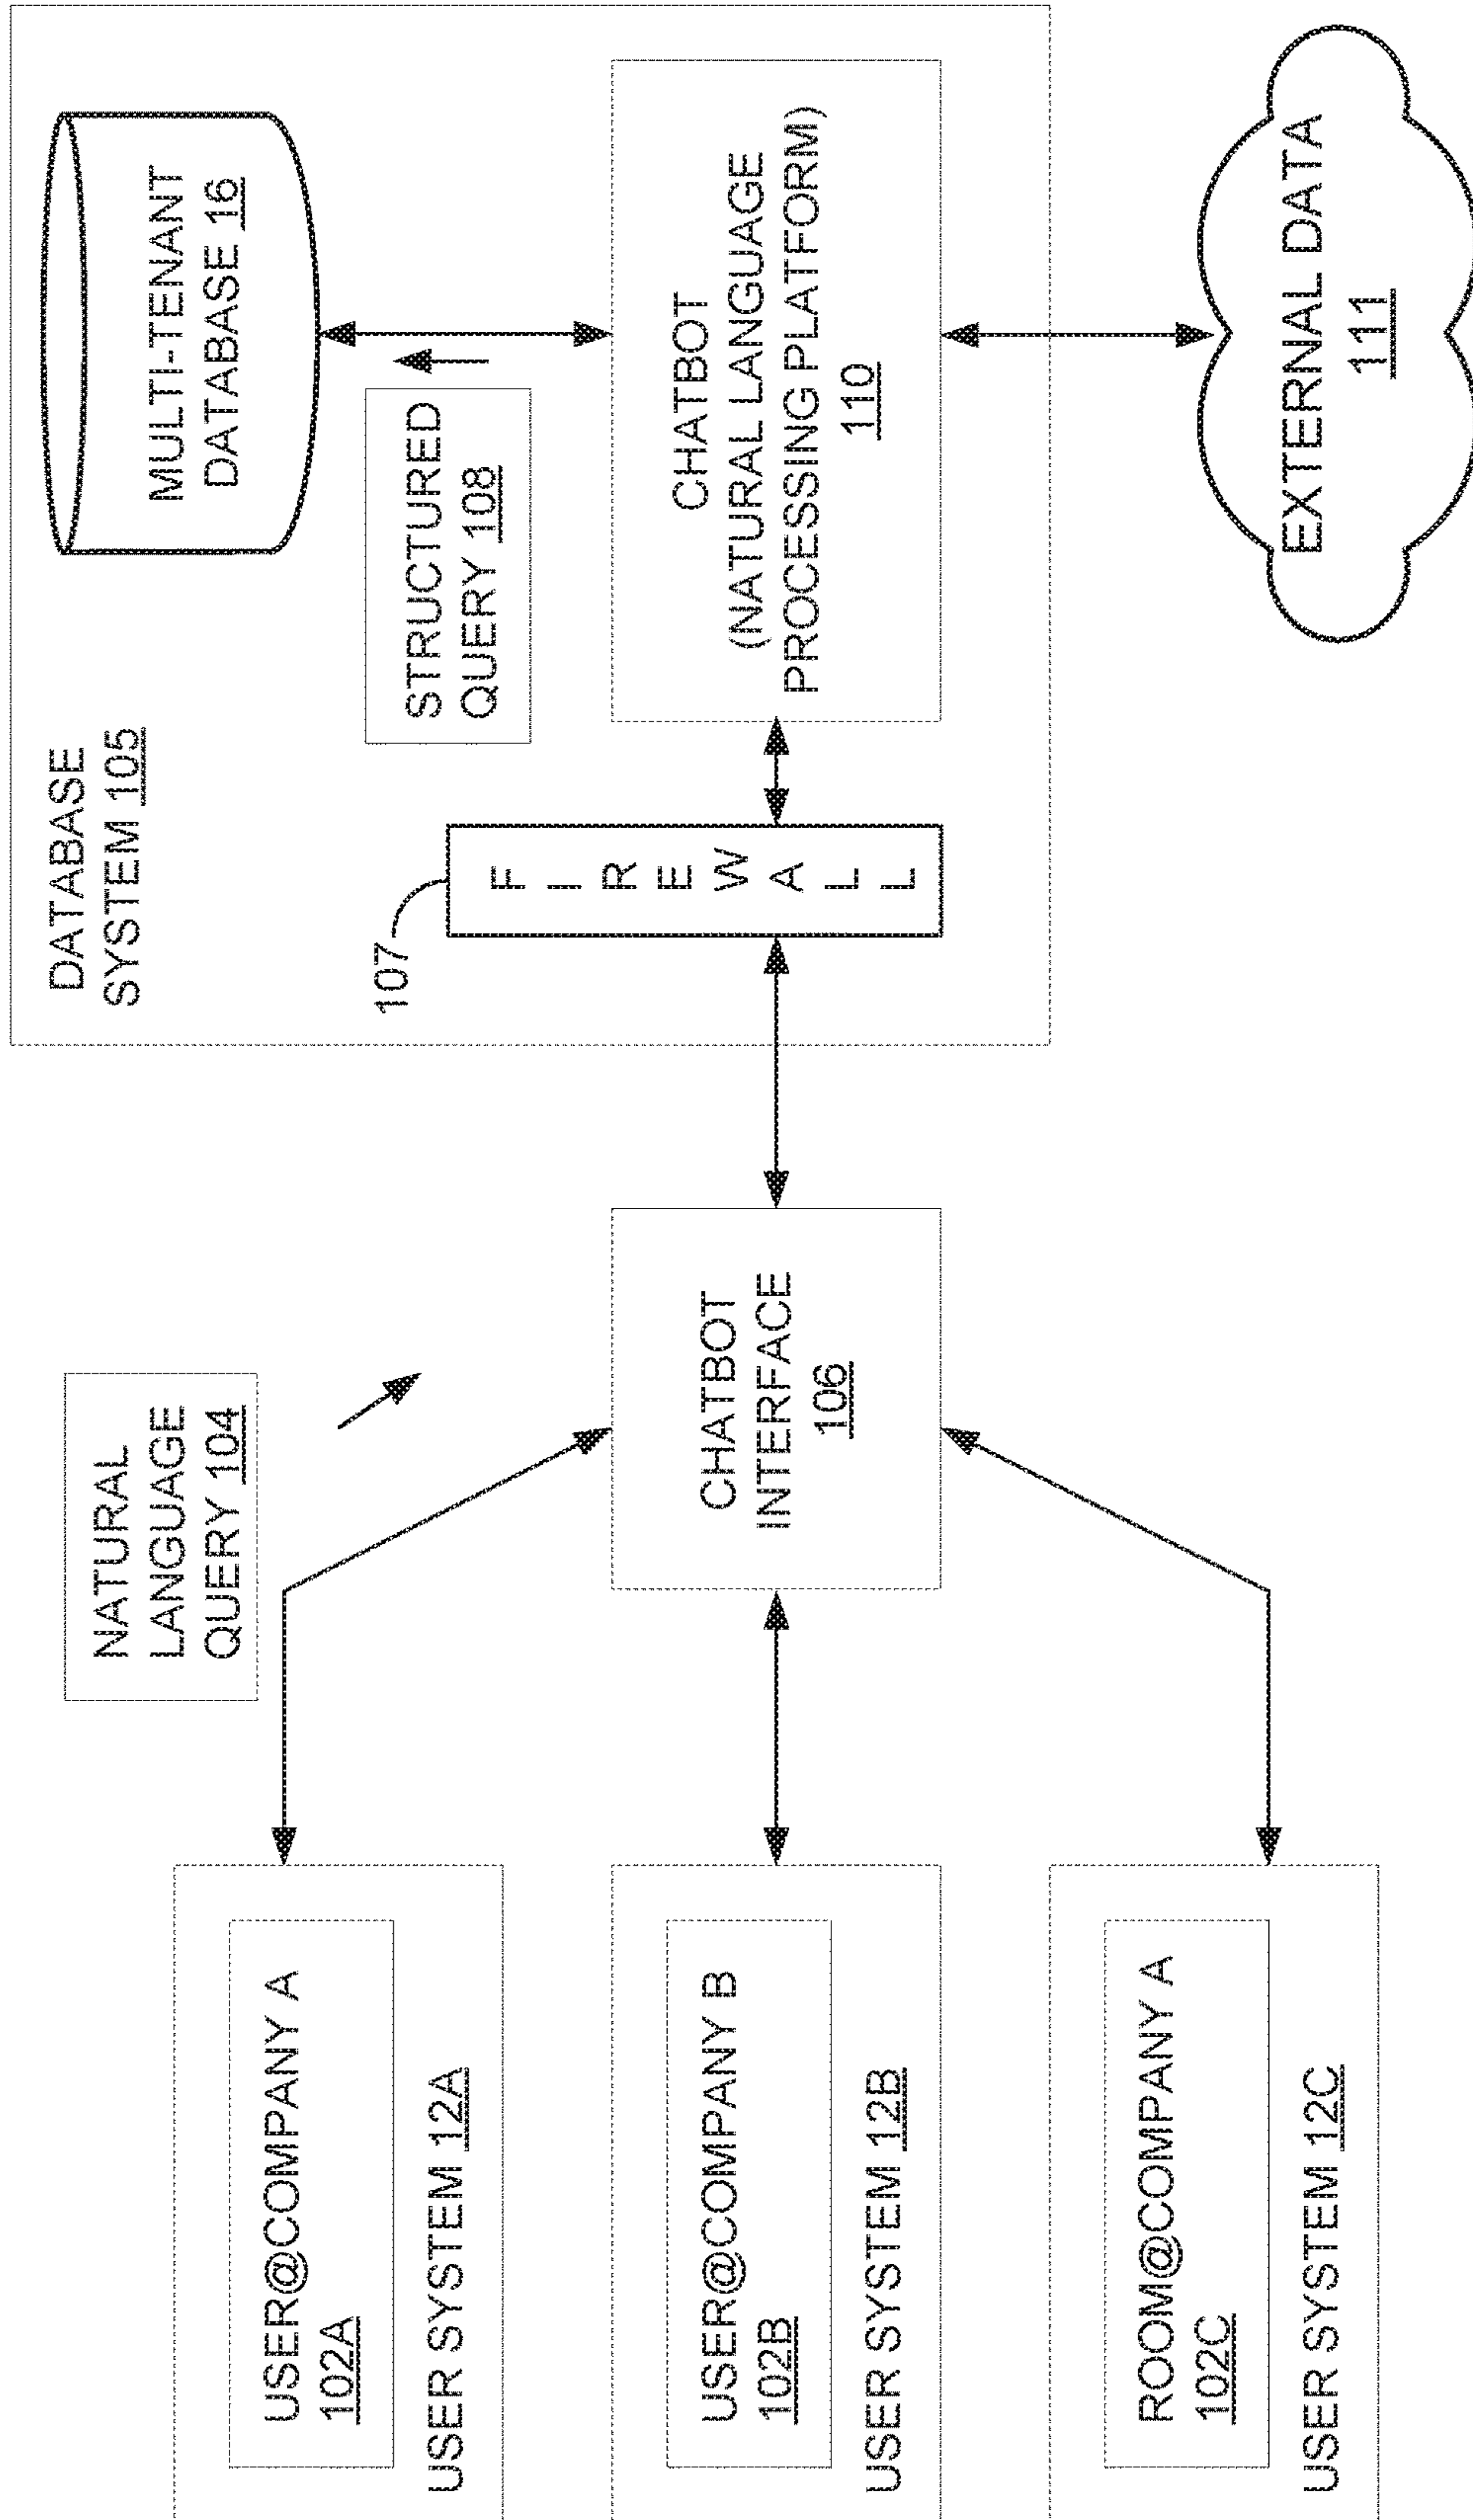 DATABASE
SYSTEM 105
MULTI-TENANT
DATABASE 16
STRUCTURED
QUERY 108
107
FIREWALL
CHATBOT
(NATURAL LANGUAGE
PROCESSING PLATFORM)
110
EXTERNAL DATA
111
NATURAL
LANGUAGE
QUERY 104
CHATBOT
INTERFACE
106
USER@COMPANY A
102A
USER SYSTEM 12A
USER@COMPANY B
102B
USER SYSTEM 12B
ROOM@COMPANY A
102C
USER SYSTEM 12C